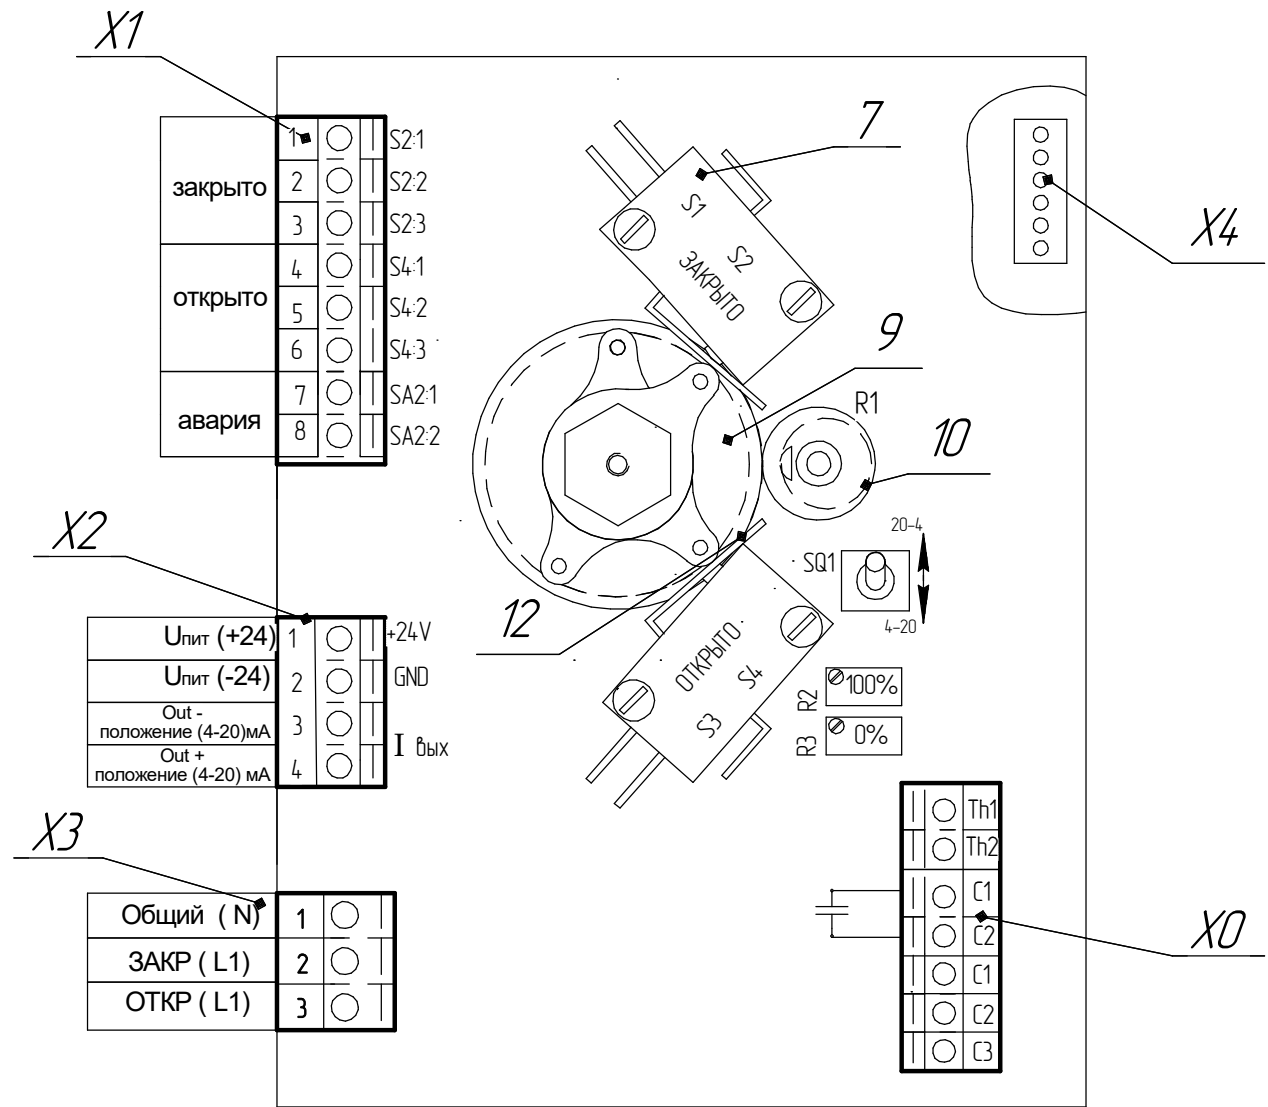 X1
закрыто
открыто
авария
1 S2:1
2 S2:2
3 S2:3
4 S4:1
5 S4:2
6 S4:3
7 SA2:1
8 SA2:2
7
S1
S2
ЗАКРЫТО
X4
9
R1
10
12
20-4
SQ1
4-20
ОТКРЫТО
S4
S3
R2 100%
R3 0%
X2
Uпит (+24) 1 +24V
Uпит (-24) 2 GND
Out -
положение (4-20)мА 3
I вых
Out +
положение (4-20) мА 4
X3
Общий ( N) 1
ЗАКР ( L1) 2
ОТКР ( L1) 3
Th1
Th2
C1
C2
C1
C2
C3
X0